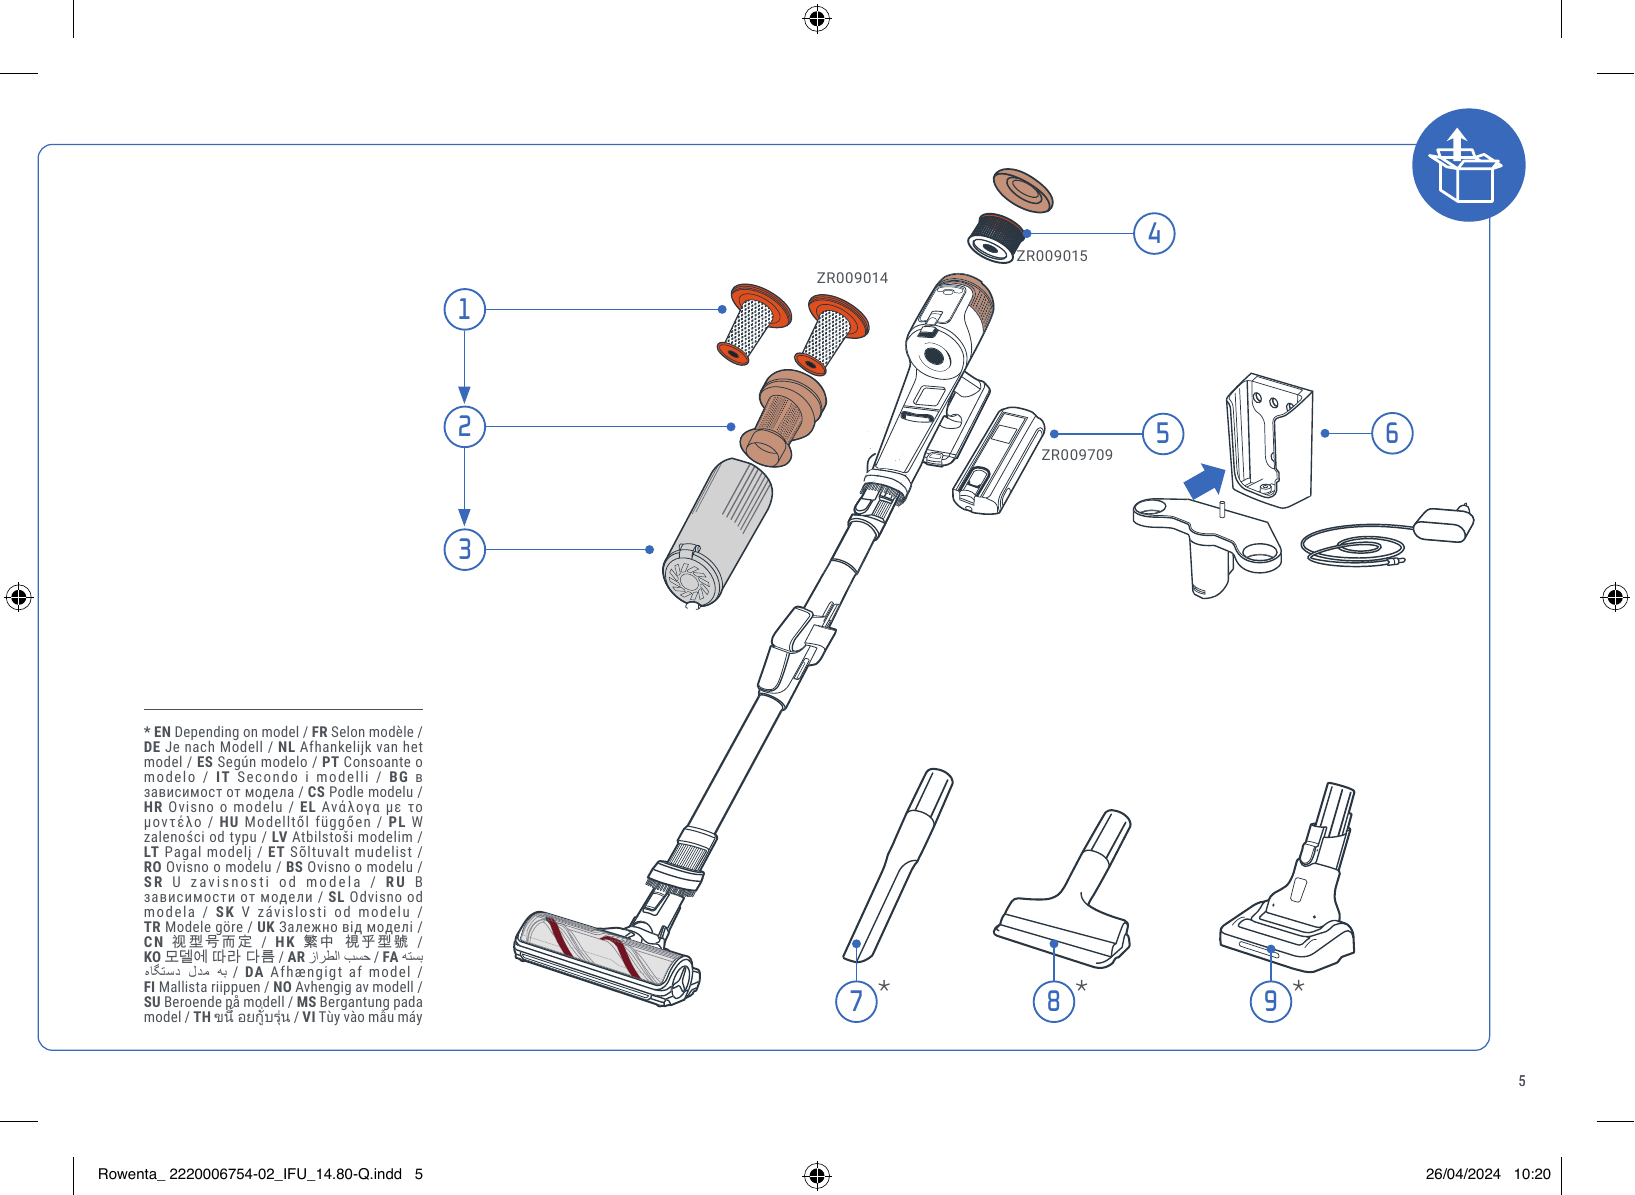 4
ZR009015
ZR009014
1
2
5
ZR009709
6
3
* EN Depending on model / FR Selon modèle /
DE Je nach Modell / NL Afhankelijk van het
model / ES Según modelo / PT Consoante o
modelo / IT Secondo i modelli / BG в
зависимост от модела / CS Podle modelu /
HR Ovisno o modelu / EL Ανάλογα με το
μοντέλο / HU Modelltől függően / PL W
zaleności od typu / LV Atbilstoši modelim /
LT Pagal modelį / ET Sõltuvalt mudelist /
RO Ovisno o modelu / BS Ovisno o modelu /
SR U zavisnosti od modela / RU В
зависимости от модели / SL Odvisno od
modela / SK V závislosti od modelu /
TR Modele göre / UK Залежно від моделі /
CN 视型号而定 / HK 繁中 視乎型號 /
KO 모델에 따라 다름 / AR حسب الطراز / FA بسته
به مدل دستگاه / DA Afhængigt af model /
FI Mallista riippuen / NO Avhengig av modell /
SU Beroende på modell / MS Bergantung pada
model / TH ขนึ้ อยกู่ับรุ่น / VI Tùy vào mẫu máy
7 *
8 *
9 *
5
Rowenta_ 2220006754-02_IFU_14.80-Q.indd 5
26/04/2024 10:20